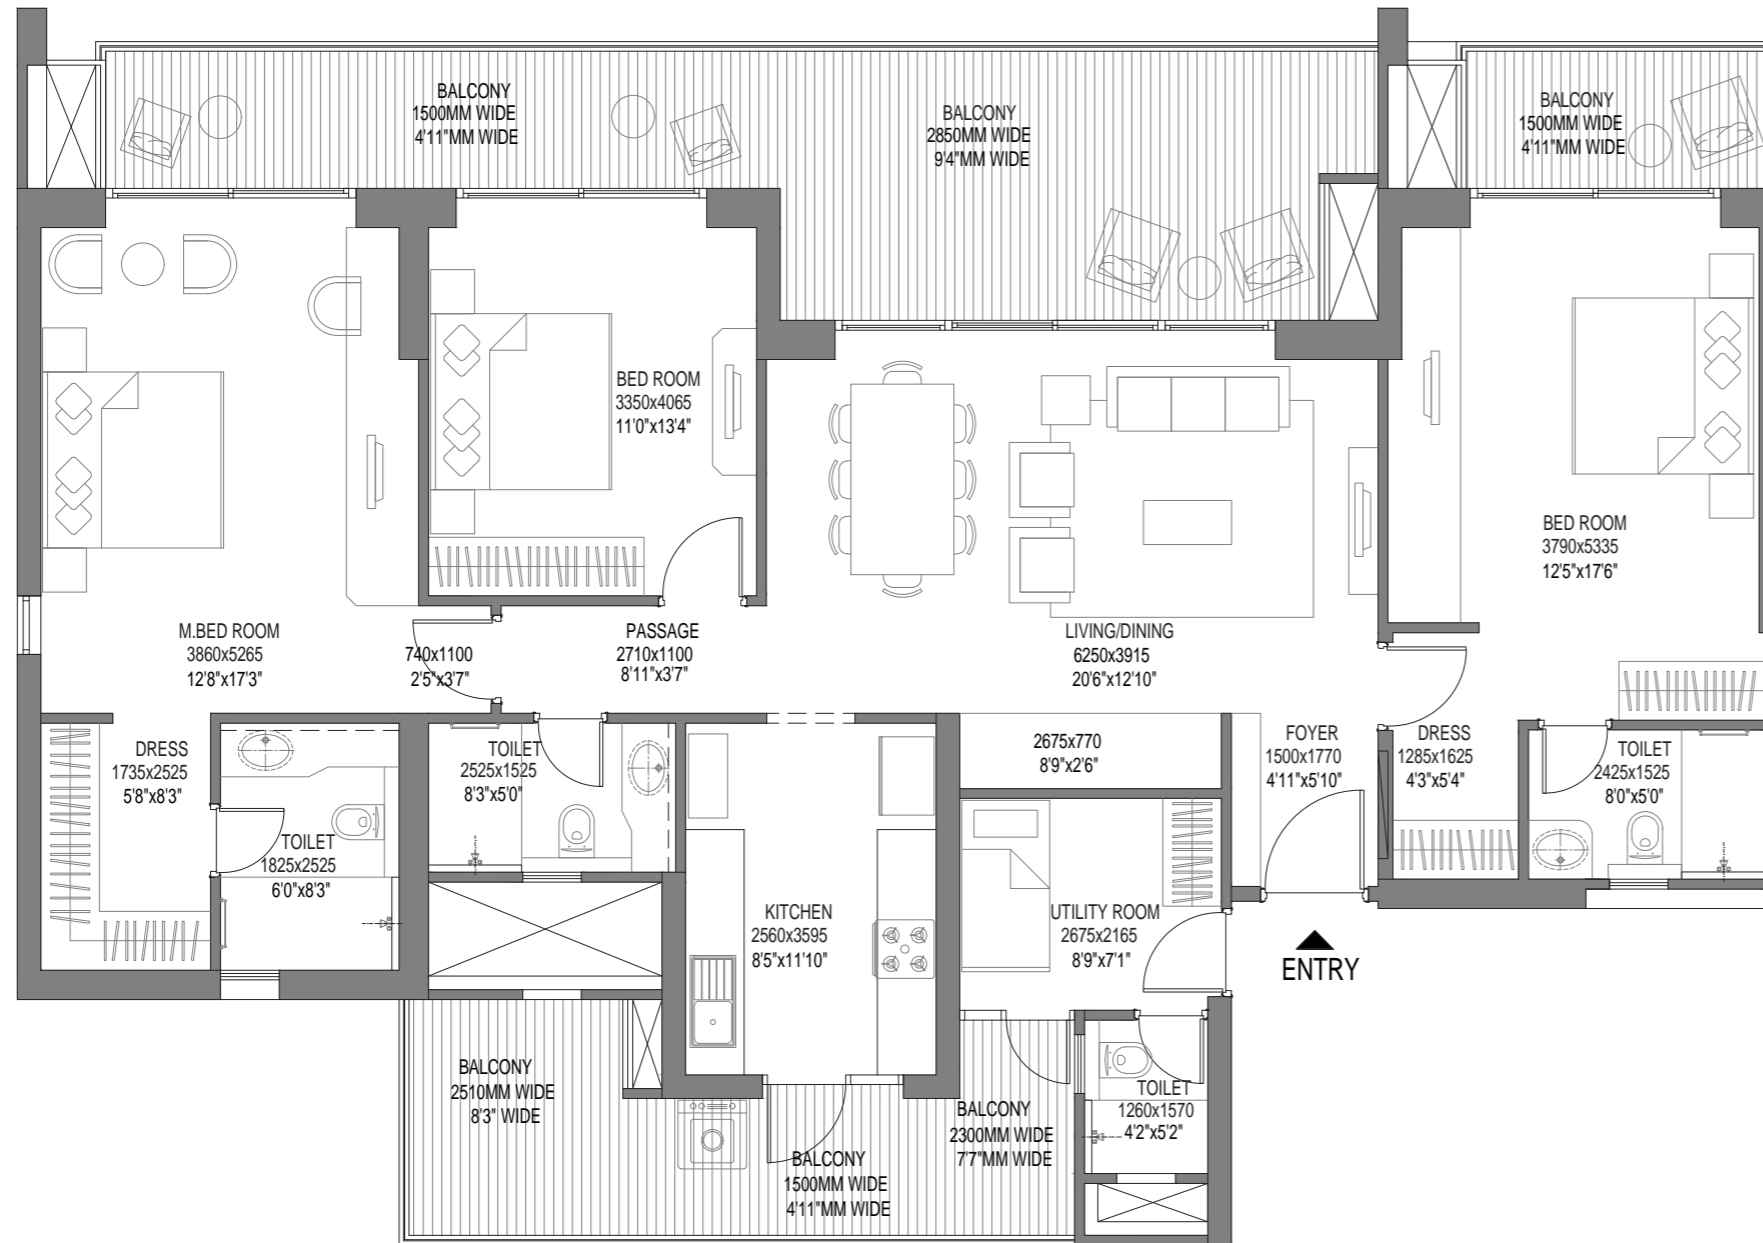 BALCONY
1500MM WIDE
4'11"MM WIDE
BALCONY
2850MM WIDE
9'4"MM WIDE
BALCONY
1500MM WIDE
4'11"MM WIDE
BED ROOM
3350x4065
11'0"x13'4"
BED ROOM
3790x5335
12'5"x17'6"
M.BED ROOM
3860x5265
12'8"x17'3"
740x1100
2'5"x3'7"
PASSAGE
2710x1100
8'11"x3'7"
LIVING/DINING
6250x3915
20'6"x12'10"
DRESS
1735x2525
5'8"x8'3"
TOILET
2525x1525
8'3"x5'0"
2675x770
8'9"x2'6"
FOYER
1500x1770
4'11"x5'10"
DRESS
1285x1625
4'3"x5'4"
TOILET
2425x1525
8'0"x5'0"
TOILET
1825x2525
6'0"x8'3"
KITCHEN
2560x3595
8'5"x11'10"
UTILITY ROOM
2675x2165
8'9"x7'1"
ENTRY
BALCONY
2510MM WIDE
8'3" WIDE
BALCONY
2300MM WIDE
7'7"MM WIDE
TOILET
1260x1570
4'2"x5'2"
BALCONY
1500MM WIDE
4'11"MM WIDE